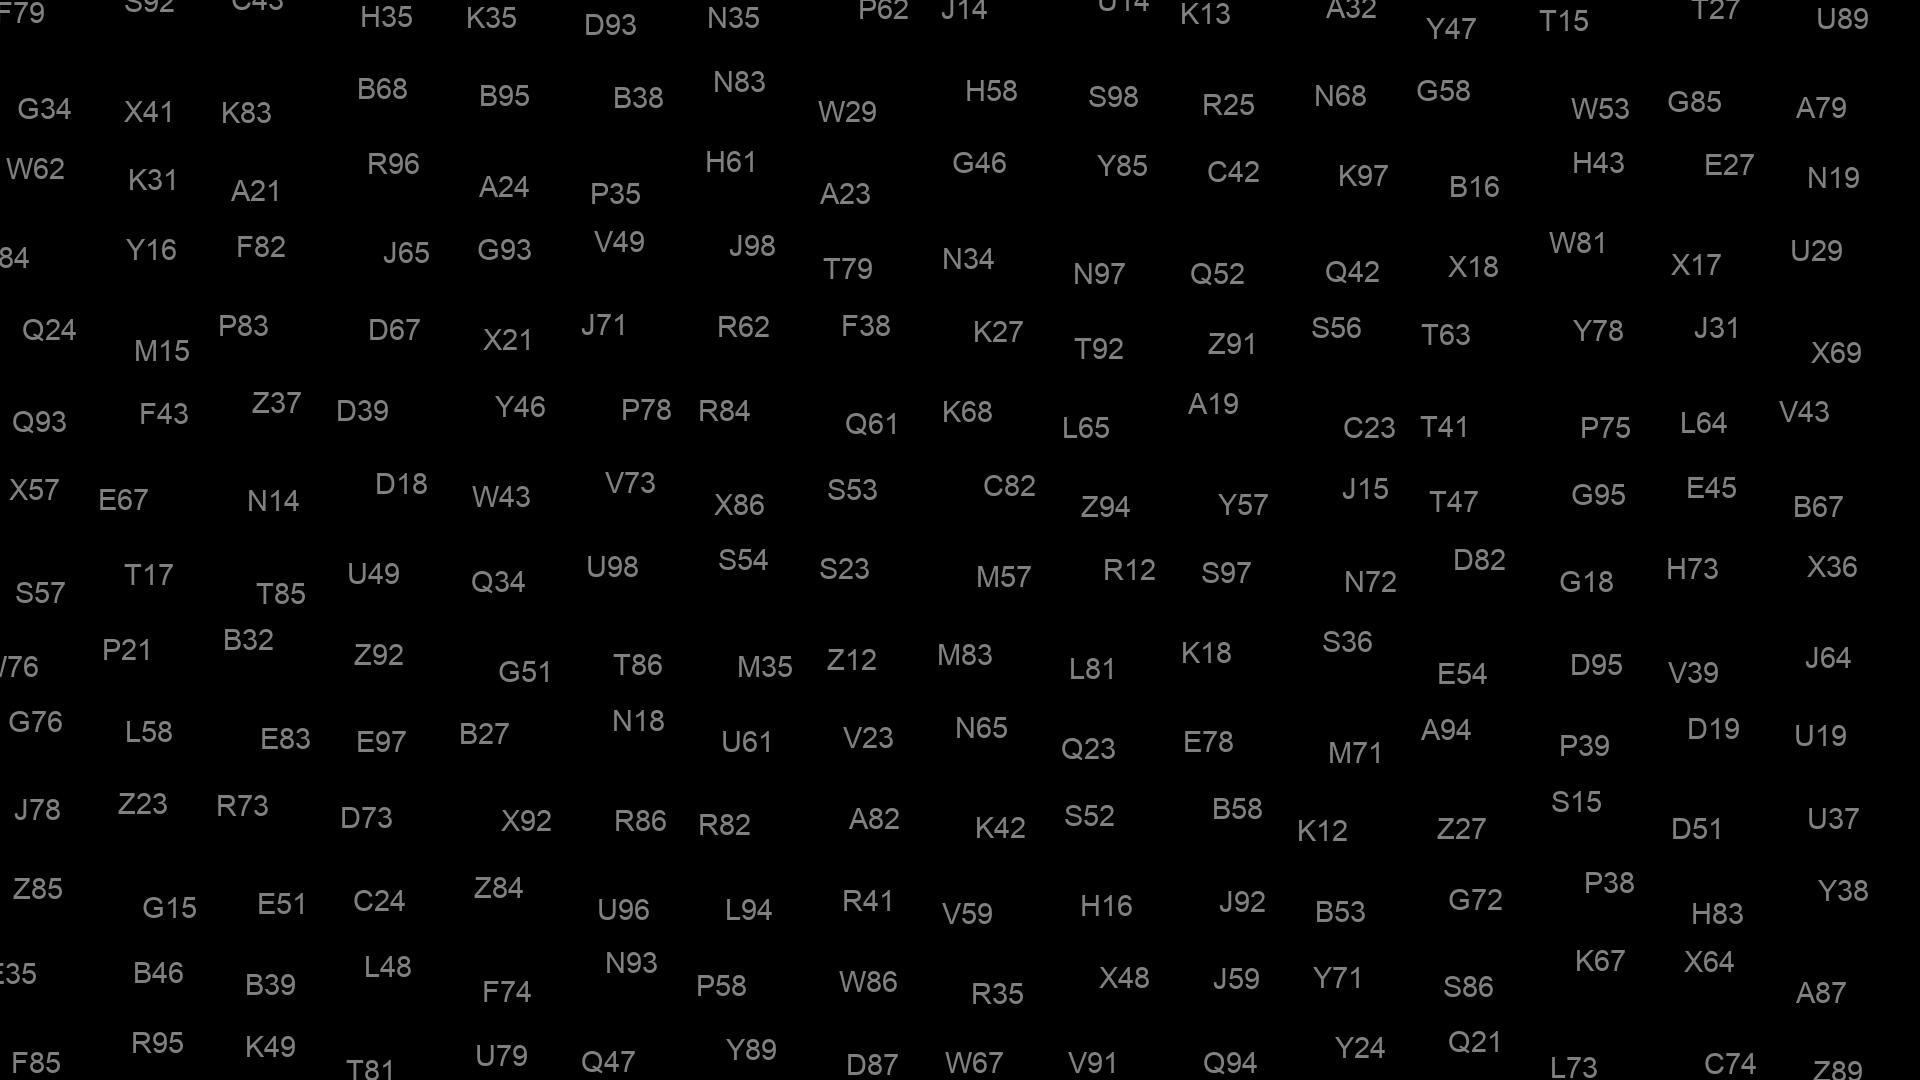 F79 S92 C43 H35 K35 D93 N35 P62 J14 U14 K13 A32 Y47 T15 T27 U89
G34 X41 K83 B68 B95 B38 N83 W29 H58 S98 R25 N68 G58 W53 G85 A79
W62 K31 A21 R96 A24 P35 H61 A23 G46 Y85 C42 K97 B16 H43 E27 N19
84 Y16 F82 J65 G93 V49 J98 T79 N34 N97 Q52 Q42 X18 W81 X17 U29
Q24 M15 P83 D67 X21 J71 R62 F38 K27 T92 Z91 S56 T63 Y78 J31 X69
Q93 F43 Z37 D39 Y46 P78 R84 Q61 K68 L65 A19 C23 T41 P75 L64 V43
X57 E67 N14 D18 W43 V73 X86 S53 C82 Z94 Y57 J15 T47 G95 E45 B67
S57 T17 T85 U49 Q34 U98 S54 S23 M57 R12 S97 N72 D82 G18 H73 X36
76 P21 B32 Z92 G51 T86 M35 Z12 M83 L81 K18 S36 E54 D95 V39 J64
G76 L58 E83 E97 B27 N18 U61 V23 N65 Q23 E78 M71 A94 P39 D19 U19
J78 Z23 R73 D73 X92 R86 R82 A82 K42 S52 B58 K12 Z27 S15 D51 U37
Z85 G15 E51 C24 Z84 U96 L94 R41 V59 H16 J92 B53 G72 P38 H83 Y38
E35 B46 B39 L48 F74 N93 P58 W86 R35 X48 J59 Y71 S86 K67 X64 A87
F85 R95 K49 T81 U79 Q47 Y89 D87 W67 V91 Q94 Y24 Q21 L73 C74 Z89